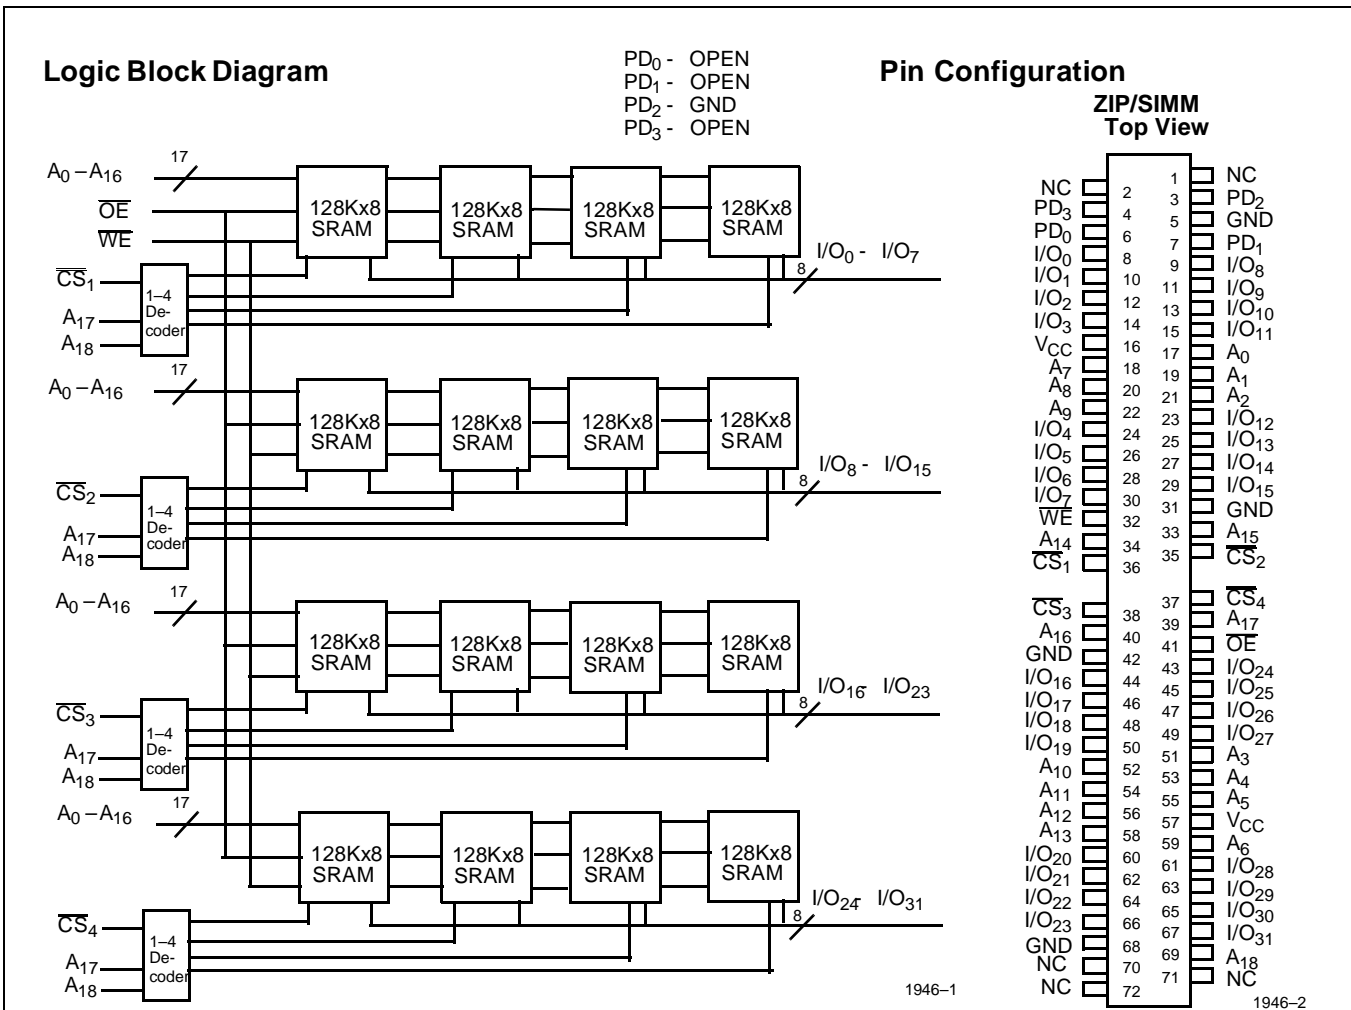 Logic Block Diagram
PD0 - OPEN
PD1 - OPEN
PD2 - GND
PD3 - OPEN
Pin Configuration
ZIP/SIMM
Top View
A0 – A16
17
OE
WE
128Kx8
SRAM
128Kx8
SRAM
128Kx8
SRAM
128Kx8
SRAM
I/O0 - I/O7
8
CS1
A17
A18
1–4
De-
coder
A0 – A16
17
128Kx8
SRAM
128Kx8
SRAM
128Kx8
SRAM
128Kx8
SRAM
I/O8 - I/O15
8
CS2
A17
A18
1–4
De-
coder
A0 – A16
17
128Kx8
SRAM
128Kx8
SRAM
128Kx8
SRAM
128Kx8
SRAM
I/O16 - I/O23
8
CS3
A17
A18
1–4
De-
coder
A0 – A16
17
128Kx8
SRAM
128Kx8
SRAM
128Kx8
SRAM
128Kx8
SRAM
I/O24 - I/O31
8
CS4
A17
A18
1–4
De-
coder
1946–1
1 NC
NC 2
3 PD2
PD3 4
5 GND
PD0 6
7 PD1
I/O0 8
9 I/O8
I/O1 10
11 I/O9
I/O2 12
13 I/O10
I/O3 14
15 I/O11
VCC 16
17 A0
A7 18
19 A1
A8 20
21 A2
A9 22
23 I/O12
I/O4 24
25 I/O13
I/O5 26
27 I/O14
I/O6 28
29 I/O15
I/O7 30
31 GND
WE 32
33 A15
A14 34
35 CS2
CS1 36
37 CS4
CS3 38
39 A17
A16 40
41 OE
GND 42
43 I/O24
I/O16 44
45 I/O25
I/O17 46
47 I/O26
I/O18 48
49 I/O27
I/O19 50
51 A3
A10 52
53 A4
A11 54
55 A5
A12 56
57 VCC
A13 58
59 A6
I/O20 60
61 I/O28
I/O21 62
63 I/O29
I/O22 64
65 I/O30
I/O23 66
67 I/O31
GND 68
69 A18
NC 70
71 NC
NC 72
1946–2